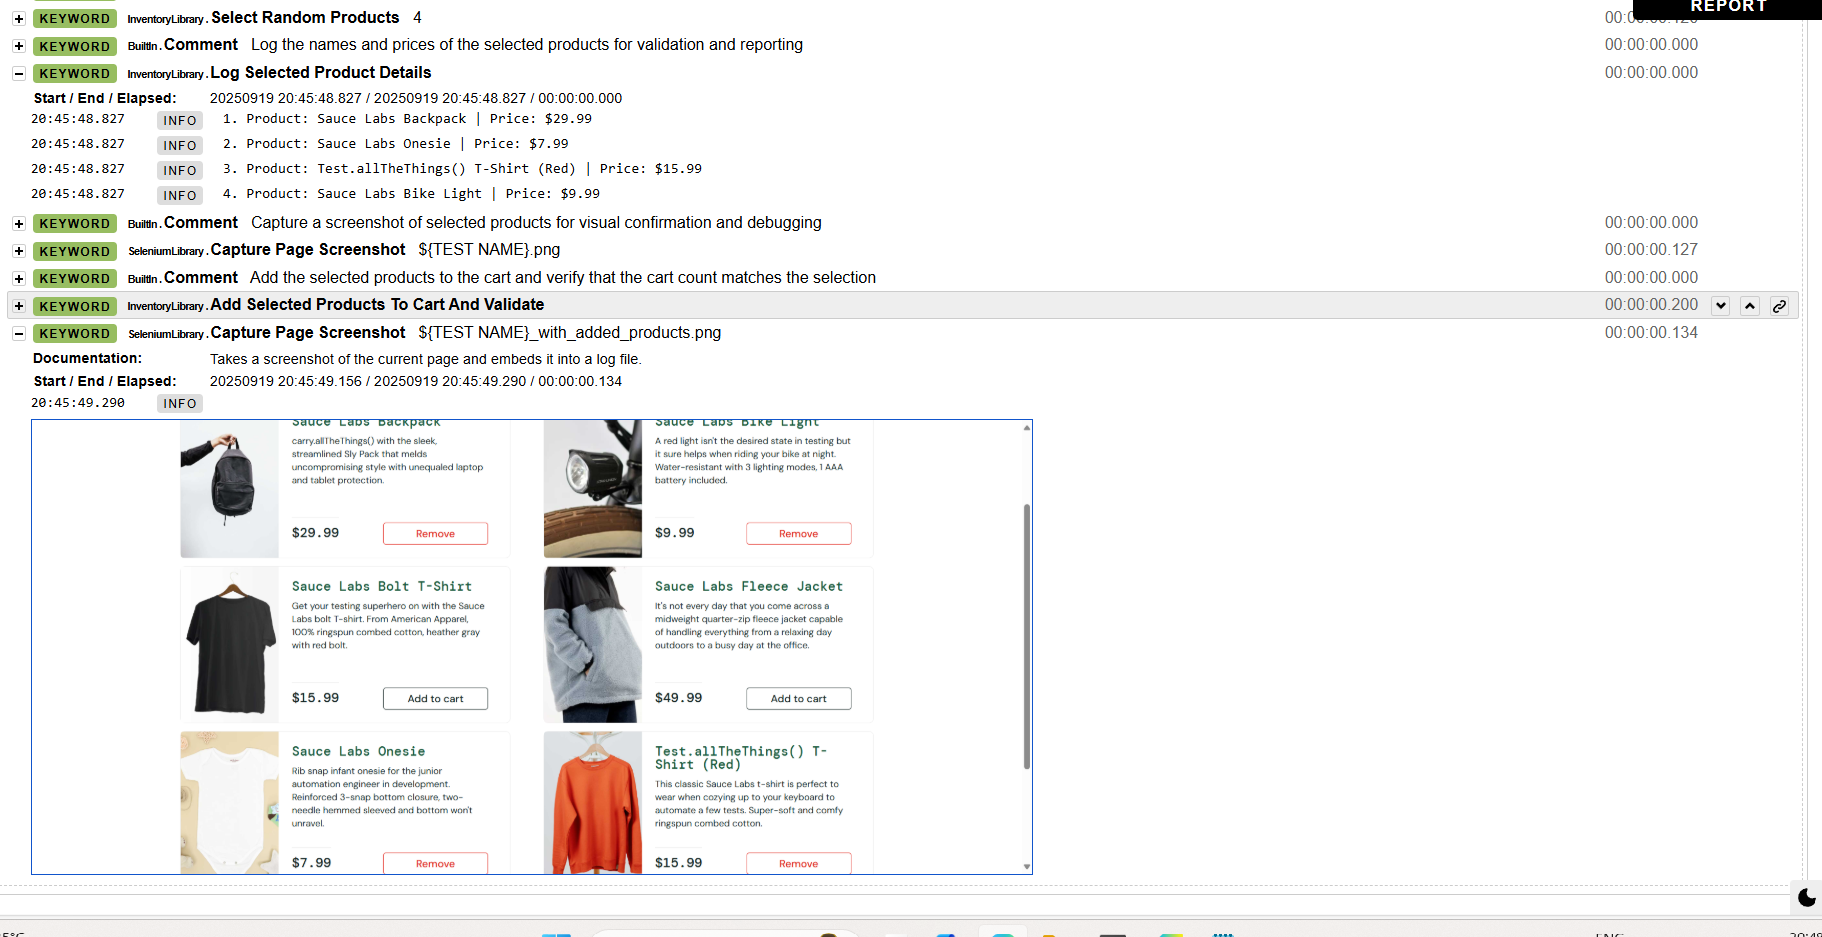 KEYWORD InventoryLibrary.Select Random Products 4
REPORT
KEYWORD BuiltIn.Comment Log the names and prices of the selected products for validation and reporting 00:00:00.000
KEYWORD InventoryLibrary.Log Selected Product Details 00:00:00.000
Start / End / Elapsed: 20250919 20:45:48.827 / 20250919 20:45:48.827 / 00:00:00.000
20:45:48.827 INFO 1. Product: Sauce Labs Backpack | Price: $29.99
20:45:48.827 INFO 2. Product: Sauce Labs Onesie | Price: $7.99
20:45:48.827 INFO 3. Product: Test.allTheThings() T-Shirt (Red) | Price: $15.99
20:45:48.827 INFO 4. Product: Sauce Labs Bike Light | Price: $9.99
KEYWORD BuiltIn.Comment Capture a screenshot of selected products for visual confirmation and debugging 00:00:00.000
KEYWORD SeleniumLibrary.Capture Page Screenshot ${TEST NAME}.png 00:00:00.127
KEYWORD BuiltIn.Comment Add the selected products to the cart and verify that the cart count matches the selection 00:00:00.000
KEYWORD InventoryLibrary.Add Selected Products To Cart And Validate 00:00:00.200
KEYWORD SeleniumLibrary.Capture Page Screenshot ${TEST NAME}_with_added_products.png 00:00:00.134
Documentation: Takes a screenshot of the current page and embeds it into a log file.
Start / End / Elapsed: 20250919 20:45:49.156 / 20250919 20:45:49.290 / 00:00:00.134
20:45:49.290 INFO
Sauce Labs Backpack
carry.allTheThings() with the sleek,
streamlined Sly Pack that melds
uncompromising style with unequaled laptop
and tablet protection.
$29.99 Remove
Sauce Labs Bike Light
A red light isn't the desired state in testing but
it sure helps when riding your bike at night.
Water-resistant with 3 lighting modes, 1 AAA
battery included.
$9.99 Remove
Sauce Labs Bolt T-Shirt
Get your testing superhero on with the Sauce
Labs bolt T-shirt. From American Apparel,
100% ringspun combed cotton, heather gray
with red bolt.
$15.99 Add to cart
Sauce Labs Fleece Jacket
It's not every day that you come across a
midweight quarter-zip fleece jacket capable
of handling everything from a relaxing day
outdoors to a busy day at the office.
$49.99 Add to cart
Sauce Labs Onesie
Rib snap infant onesie for the junior
automation engineer in development.
Reinforced 3-snap bottom closure, two-
needle hemmed sleeved and bottom won't
unravel.
$7.99 Remove
Test.allTheThings() T-
Shirt (Red)
This classic Sauce Labs t-shirt is perfect to
wear when cozying up to your keyboard to
automate a few tests. Super-soft and comfy
ringspun combed cotton.
$15.99 Remove